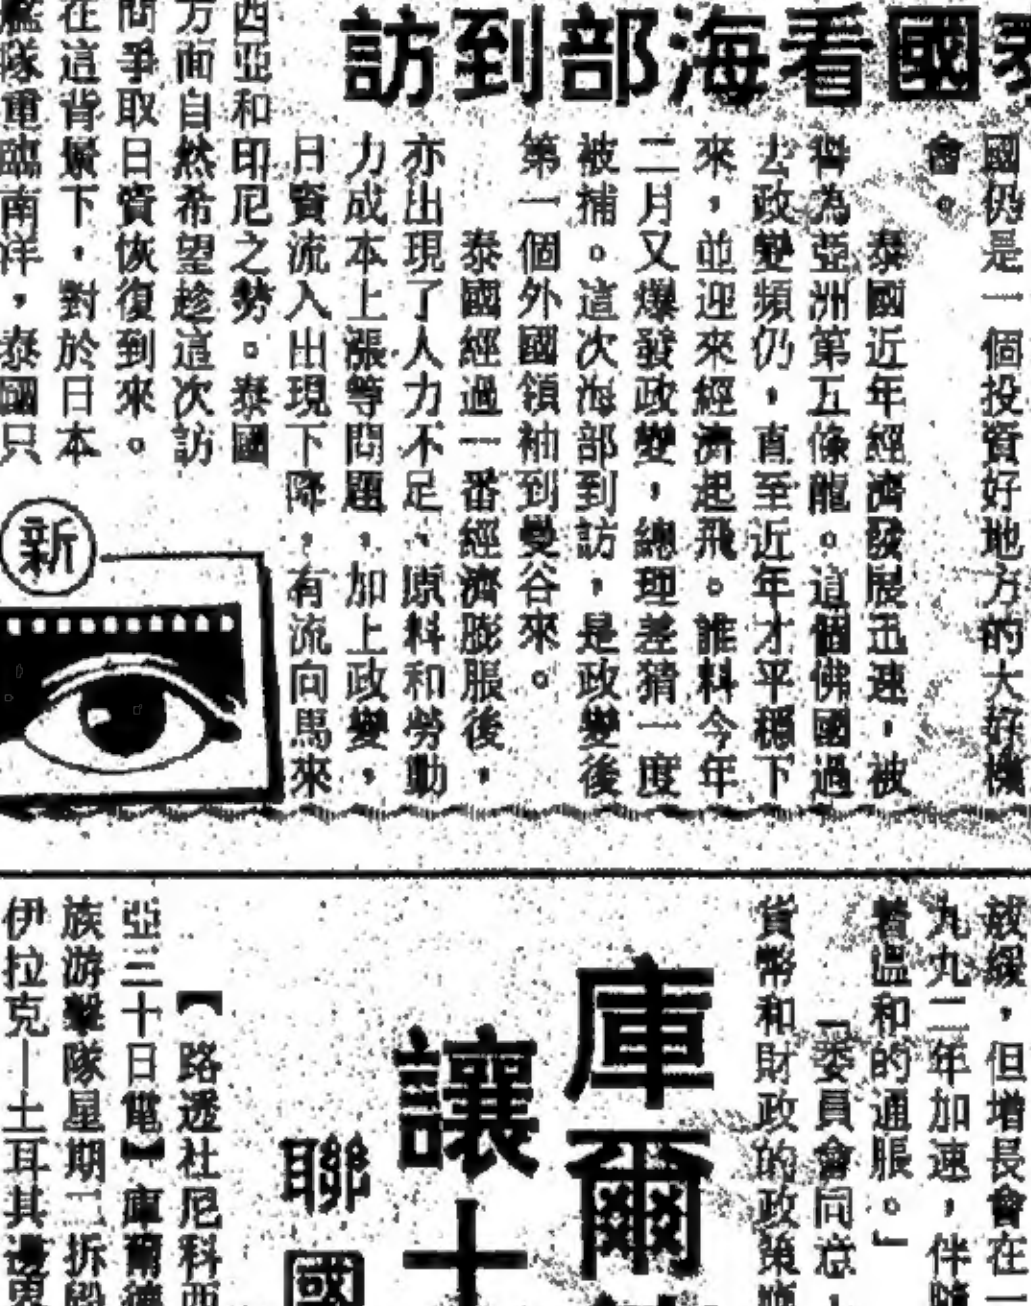 泰國看海部到訪
國仍是一個投資好地方的大好機
會。
泰國近年經濟發展迅速,被
譽為亞洲第五條龍。這個佛國過
去政變頻仍,直至近年才平穩下
來,並迎來經濟起飛。誰料今年
二月又爆發政變,總理差猜一度
被捕。這次海部到訪,是政變後
第一個外國領袖到曼谷來。
泰國經過一番經濟膨脹後,
亦出現了人力不足、原料和勞動
力成本上漲等問題,加上政變,
日資流入出現下降,有流向馬來
西亞和印尼之勢。泰國
方面自然希望趁這次訪
問爭取日資恢復到來。
在這背景下,對於日本
艦隊重臨南洋,泰國只
新
放緩,但增長會在一
九九二年加速,伴隨
著溫和的通脹。」
「委員會同意,
貨幣和財政的政策
庫爾
讓土
聯國
【路透社尼科西
亞三十日電】庫爾德
族游擊隊星期二拆毀
伊拉克—土耳其邊界